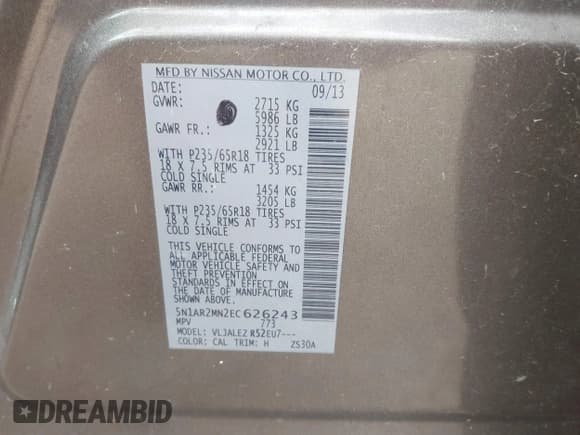 MFD BY NISSAN MOTOR CO., LTD.
DATE: 09/13
GVWR: 2715 KG
5986 LB
GAWR FR.: 1325 KG
2921 LB
WITH P235/65R18 TIRES
18 X 7.5 RIMS AT 33 PSI
COLD SINGLE
GAWR RR.: 1454 KG
3205 LB
WITH P235/65R18 TIRES
18 X 7.5 RIMS AT 33 PSI
COLD SINGLE
THIS VEHICLE CONFORMS TO
ALL APPLICABLE FEDERAL
MOTOR VEHICLE SAFETY AND
THEFT PREVENTION
STANDARDS IN EFFECT ON
THE DATE OF MANUFACTURE
SHOWN ABOVE.
5N1AR2MN2EC626243
MPV 773
MODEL: VLJALEZ R52EU7---
COLOR: CAL TRIM: H ZS30A
DREAMBID